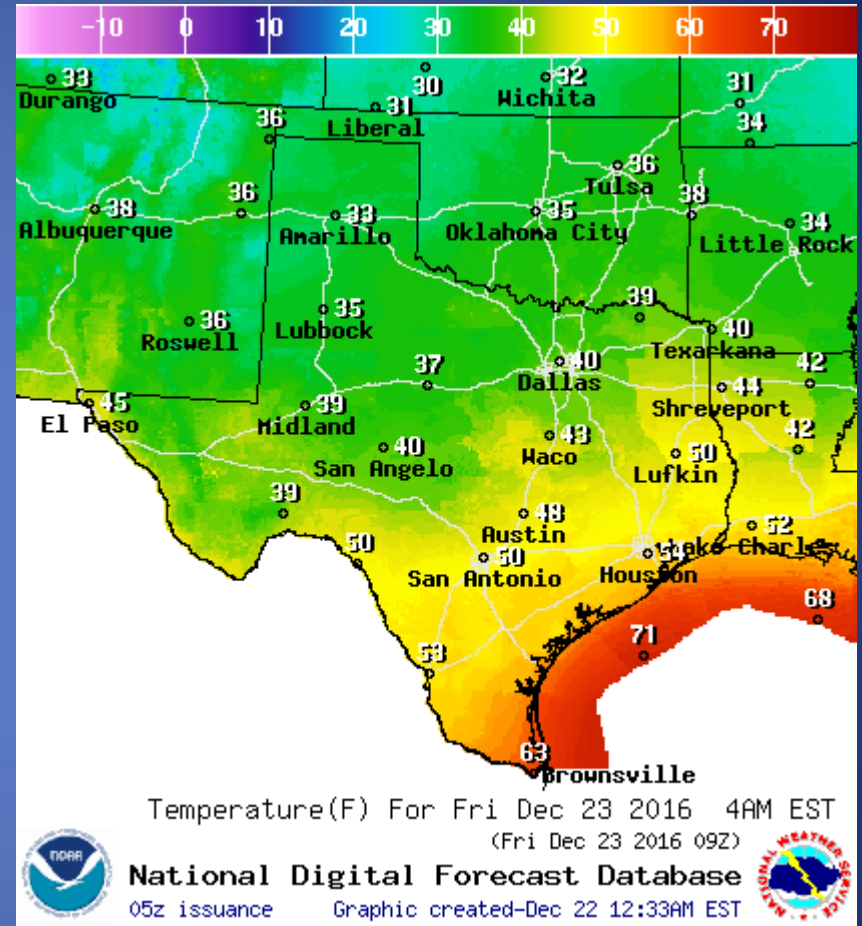 -10 0 10 20 30 40 50 60 70
33
30
32
31
Durango
Wichita
31
Liberal
36
34
36
Tulsa
38
36
33
35
38
34
Albuquerque
Amarillo
Oklahoma City
Little Rock
36
35
39
40
Roswell
Lubbock
Texarkana
37
40
42
Dallas
44
45
39
Shreveport
El Paso
Midland
43
42
40
Waco
50
San Angelo
Lufkin
39
48
52
Austin
50
50
54
Lake Charles
San Antonio
Houston
68
53
71
63
Brownsville
Temperature(F) For Fri Dec 23 2016 4AM EST
(Fri Dec 23 2016 09Z)
NOAA
NATIONAL WEATHER SERVICE
National Digital Forecast Database
05z issuance Graphic created-Dec 22 12:33AM EST